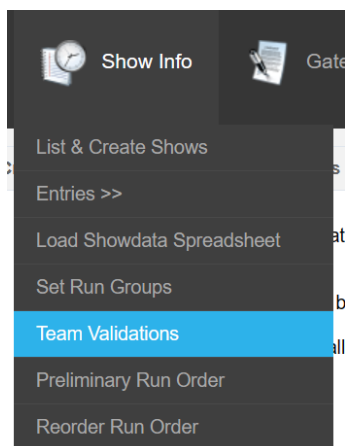 Show Info
Gate
List & Create Shows
Entries >>
Load Showdata Spreadsheet
Set Run Groups
Team Validations
Preliminary Run Order
Reorder Run Order